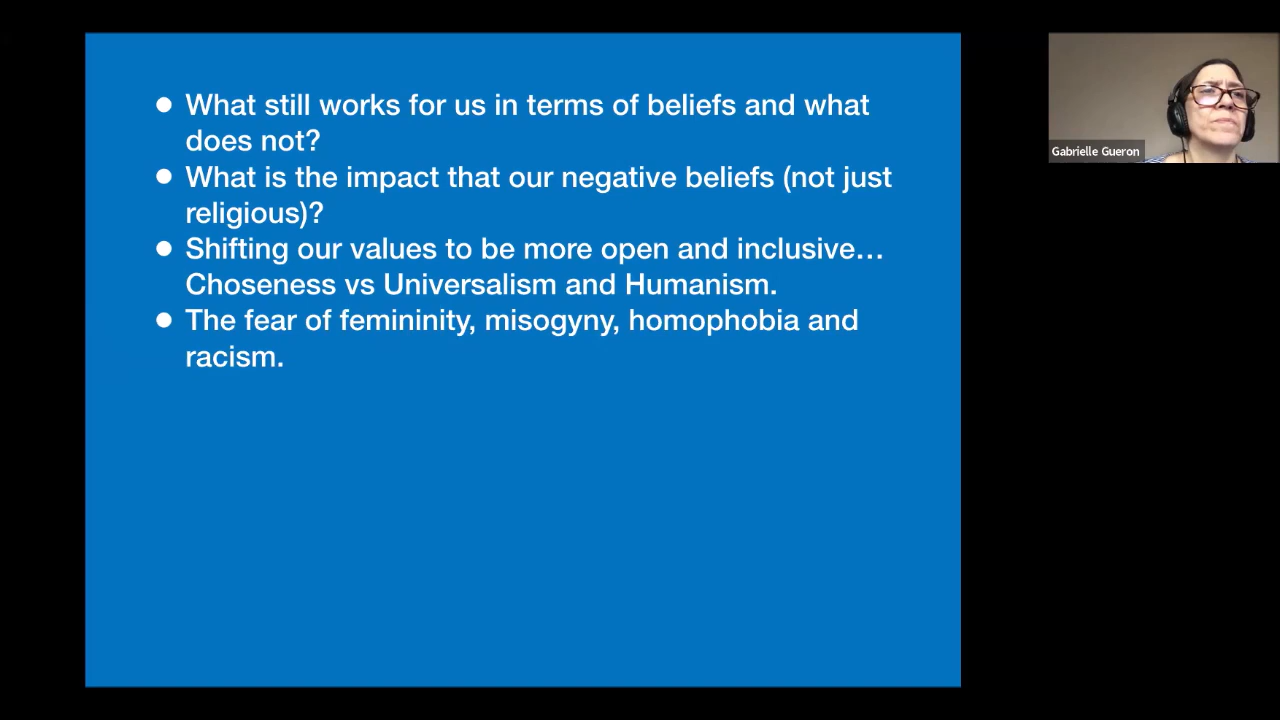 ● What still works for us in terms of beliefs and what
does not?
● What is the impact that our negative beliefs (not just
religious)?
● Shifting our values to be more open and inclusive…
Choseness vs Universalism and Humanism.
● The fear of femininity, misogyny, homophobia and
racism.
Gabrielle Gueron